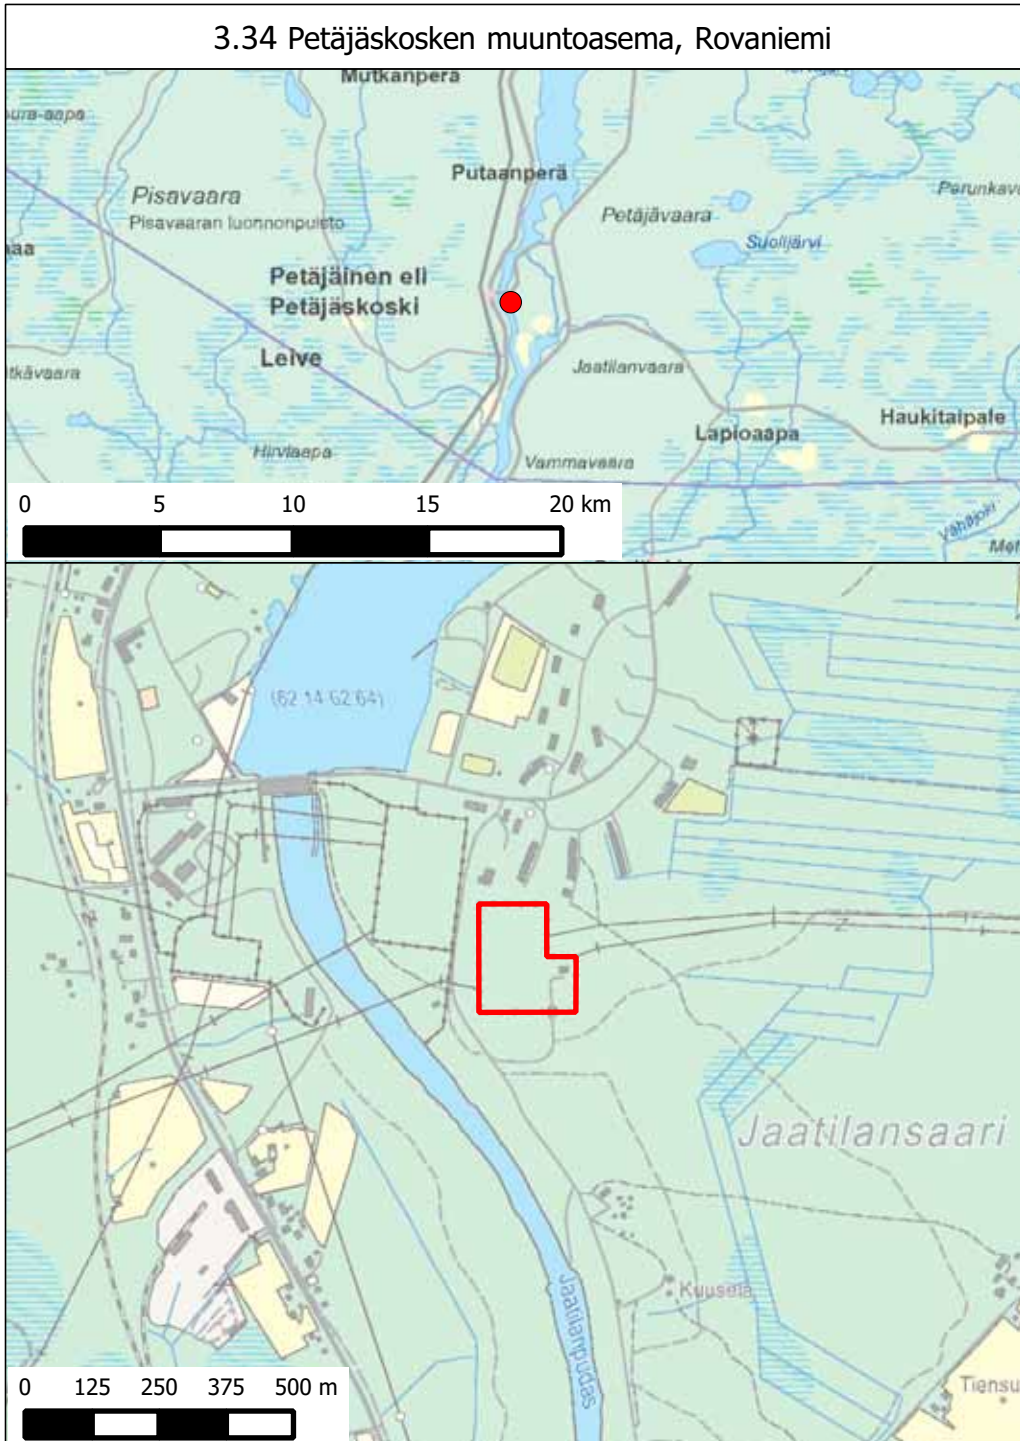 3.34 Petäjäskosken muuntoasema, Rovaniemi
Mutkanperä
Putaanperä
Pisavaara
Pisavaaran luonnonpuisto
Petäjävaara
Suolijärvi
Petäjäinen eli
Petäjäskoski
Leive
Jaatilanvaara
Haukitaipale
Lapioaapa
Hirviaapa
Vammavaara
Vähäjoki
0 5 10 15 20 km
(62 14 62 64)
Jaatilansaari
Kuusela
Jaatilanpudas
Tiensu
0 125 250 375 500 m